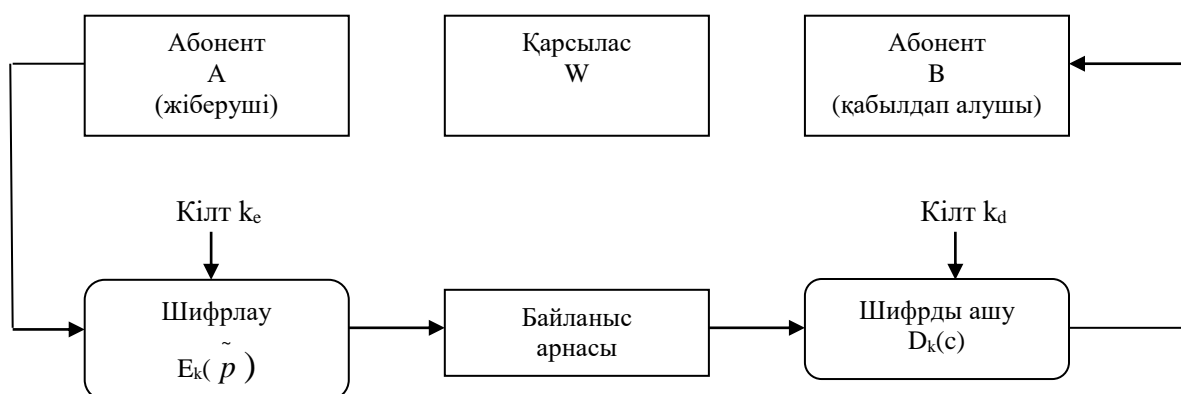 Абонент
А
(жіберуші)
Қарсылас
W
Абонент
В
(қабылдап алушы)
Кілт kₑ
Кілт k_d
Шифрлау
Eₖ( p̃ )
Байланыс
арнасы
Шифрды ашу
Dₖ(c)